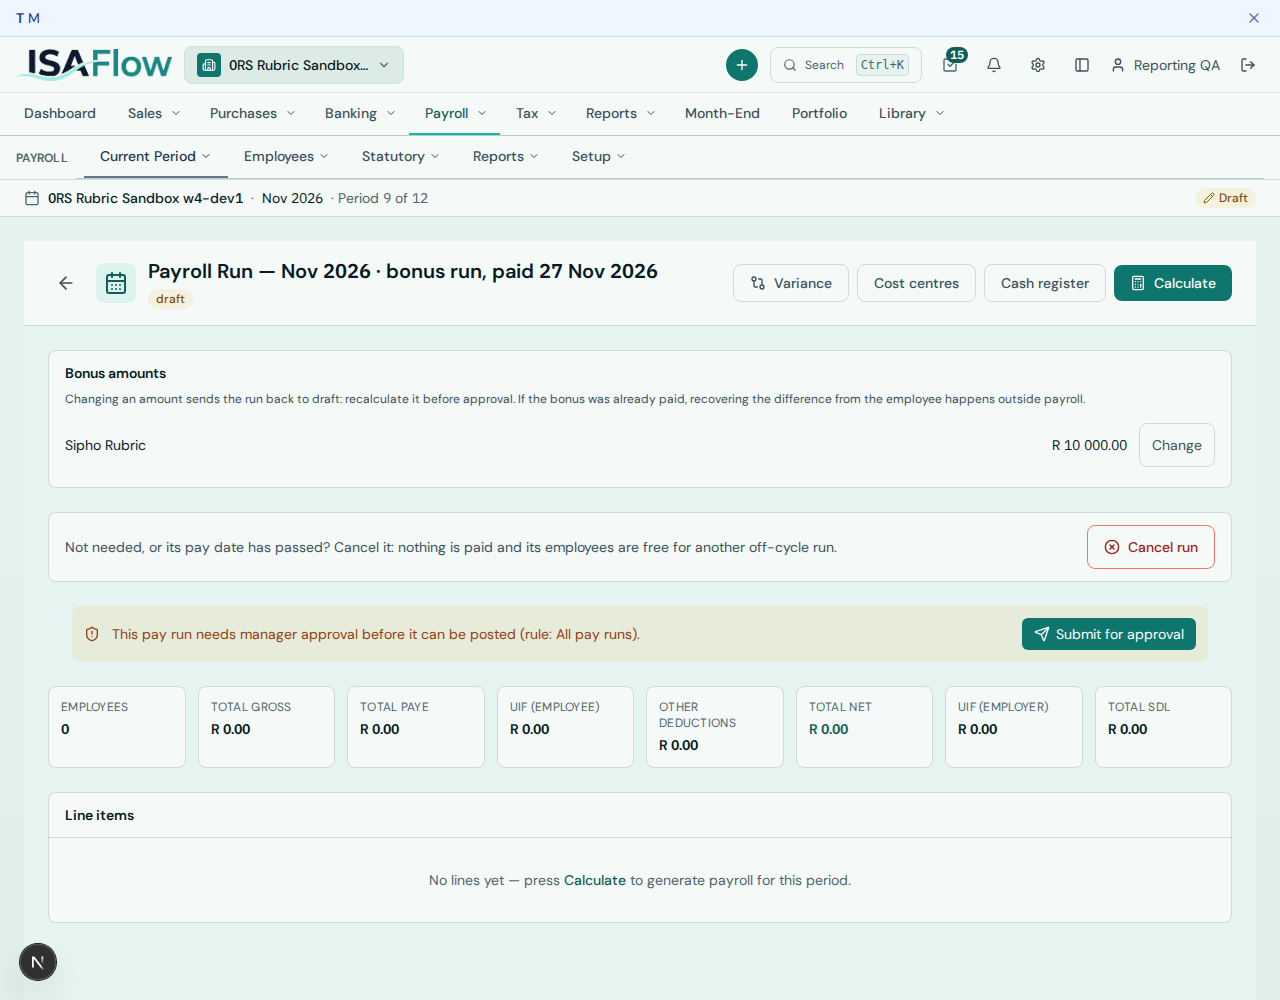 T M
ISAFlow
0RS Rubric Sandbox...
Search Ctrl+K
15
Reporting QA
Dashboard Sales Purchases Banking Payroll Tax Reports Month-End Portfolio Library
PAYROLL Current Period Employees Statutory Reports Setup
0RS Rubric Sandbox w4-dev1 · Nov 2026 · Period 9 of 12
Draft
Payroll Run — Nov 2026 · bonus run, paid 27 Nov 2026
draft
Variance Cost centres Cash register Calculate
Bonus amounts
Changing an amount sends the run back to draft: recalculate it before approval. If the bonus was already paid, recovering the difference from the employee happens outside payroll.
Sipho Rubric R 10 000.00 Change
Not needed, or its pay date has passed? Cancel it: nothing is paid and its employees are free for another off-cycle run. Cancel run
This pay run needs manager approval before it can be posted (rule: All pay runs). Submit for approval
EMPLOYEES
0
TOTAL GROSS
R 0.00
TOTAL PAYE
R 0.00
UIF (EMPLOYEE)
R 0.00
OTHER
DEDUCTIONS
R 0.00
TOTAL NET
R 0.00
UIF (EMPLOYER)
R 0.00
TOTAL SDL
R 0.00
Line items
No lines yet — press Calculate to generate payroll for this period.
N